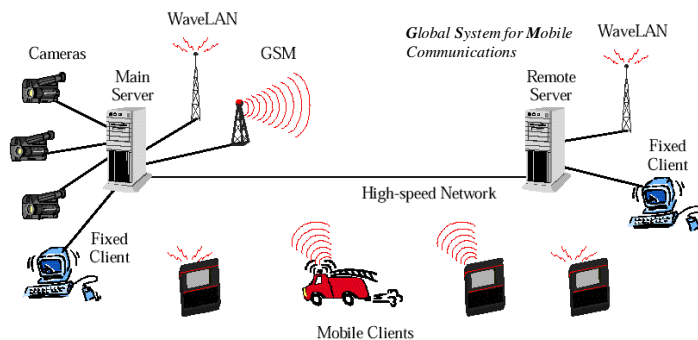 WaveLAN
Global System for Mobile
Communications
WaveLAN
Cameras
GSM
Main
Server
Remote
Server
Fixed
Client
High-speed Network
Fixed
Client
Mobile Clients